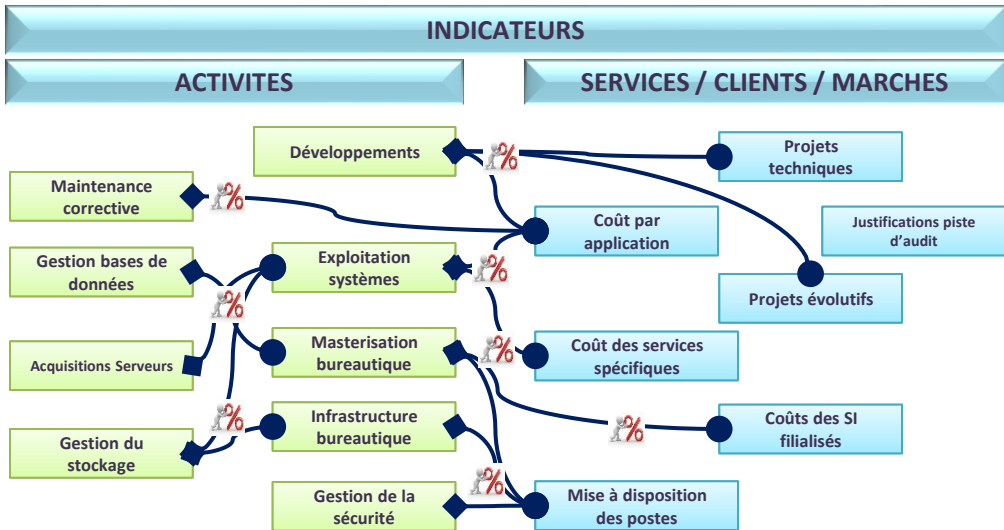 INDICATEURS
ACTIVITES
SERVICES / CLIENTS / MARCHES
Développements
%
Projets
techniques
Maintenance
corrective
%
Coût par
application
Justifications piste
d'audit
Gestion bases de
données
Exploitation
systèmes
%
Projets évolutifs
%
Acquisitions Serveurs
Masterisation
bureautique
%
Coût des services
spécifiques
Gestion du
stockage
%
Infrastructure
bureautique
%
Coûts des SI
filialisés
Gestion de la
sécurité
%
Mise à disposition
des postes